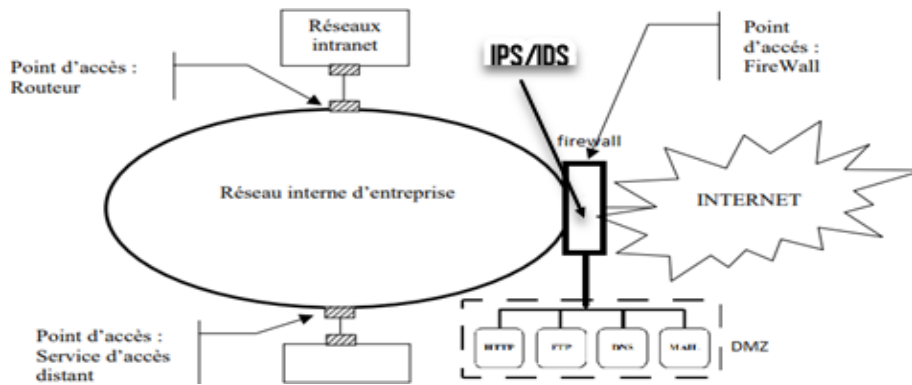 Réseaux
intranet
Point d'accès :
Routeur
IPS/IDS
Point
d'accés :
FireWall
firewall
Réseau interne d'entreprise
INTERNET
Point d'accès :
Service d'accès
distant
HTTP
FTP
DNS
MAIL
DMZ